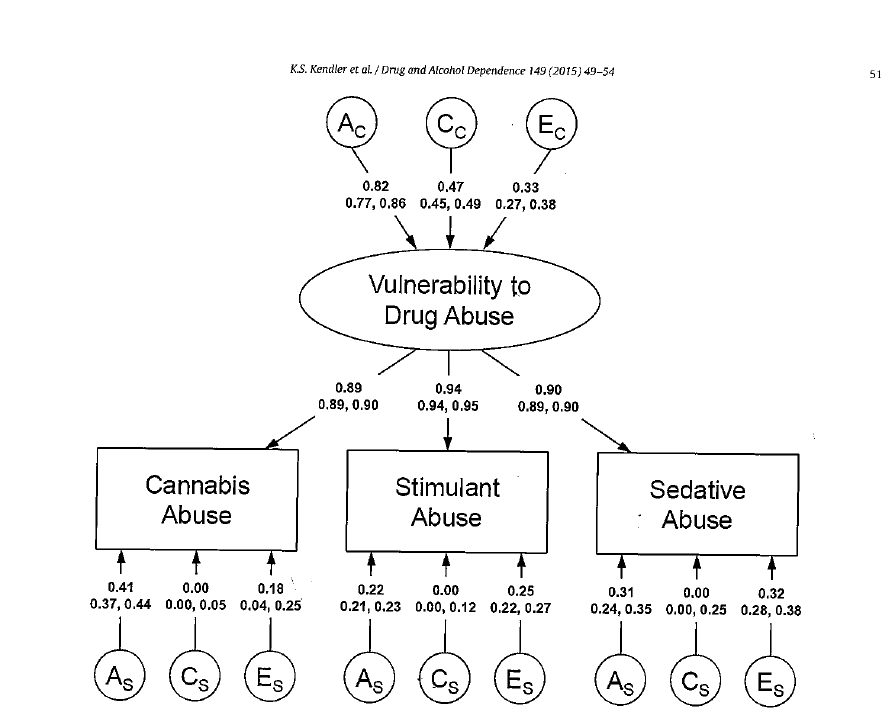 K.S. Kendler et al. / Drug and Alcohol Dependence 149 (2015) 49–54
51
AC CC EC
0.82 0.47 0.33
0.77, 0.86 0.45, 0.49 0.27, 0.38
Vulnerability to
Drug Abuse
0.89 0.94 0.90
0.89, 0.90 0.94, 0.95 0.89, 0.90
Cannabis
Abuse
Stimulant
Abuse
Sedative
Abuse
0.41 0.00 0.18 0.22 0.00 0.25 0.31 0.00 0.32
0.37, 0.44 0.00, 0.05 0.04, 0.25 0.21, 0.23 0.00, 0.12 0.22, 0.27 0.24, 0.35 0.00, 0.25 0.28, 0.38
AS CS ES AS CS ES AS CS ES